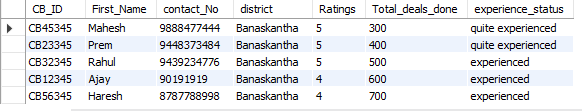 CB_ID First_Name contact_No district Ratings Total_deals_done experience_status
CB45345 Mahesh 9888477444 Banaskantha 5 300 quite experienced
CB23345 Prem 9448373484 Banaskantha 5 400 quite experienced
CB32345 Rahul 9439234776 Banaskantha 5 500 experienced
CB12345 Ajay 90191919 Banaskantha 4 600 experienced
CB56345 Haresh 8787788998 Banaskantha 4 700 experienced